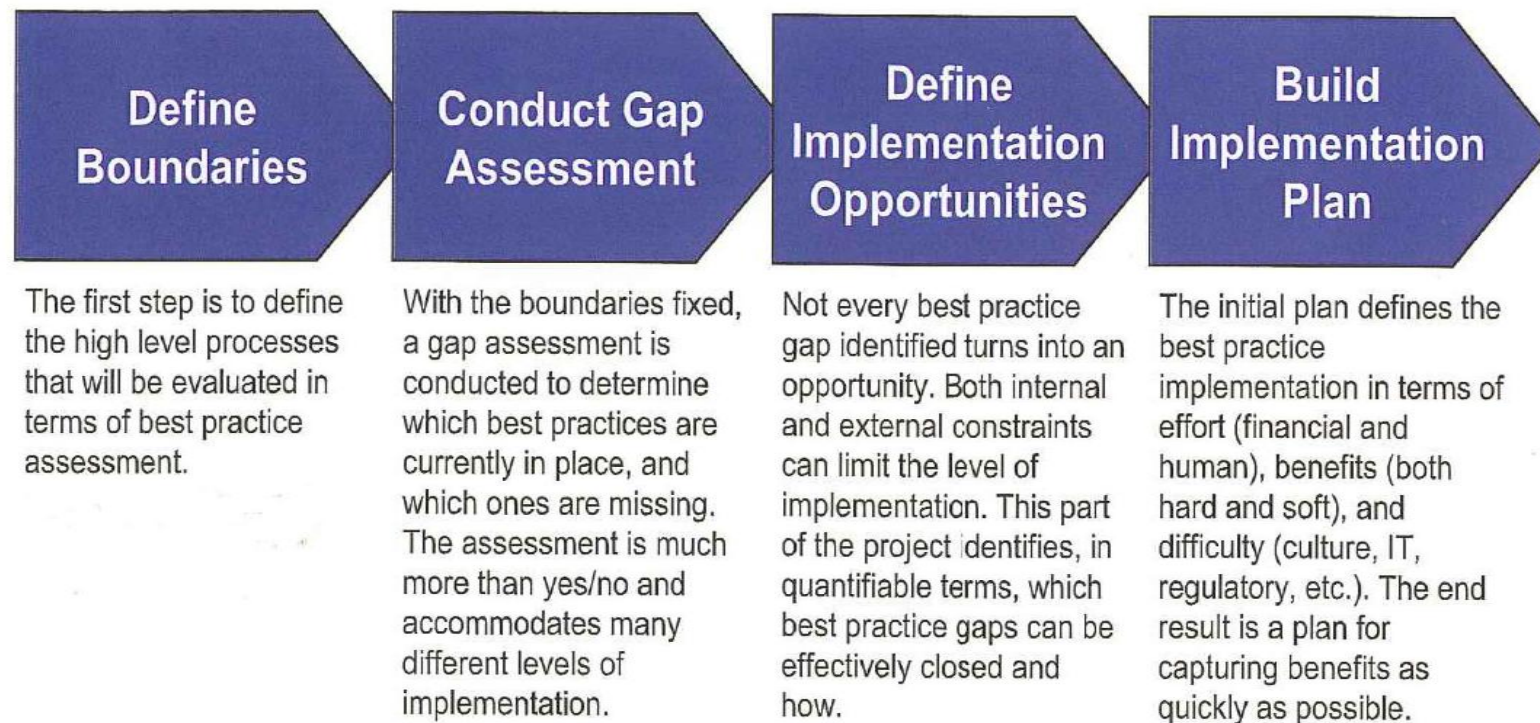 Define
Boundaries
The first step is to define
the high level processes
that will be evaluated in
terms of best practice
assessment.
Conduct Gap
Assessment
With the boundaries fixed,
a gap assessment is
conducted to determine
which best practices are
currently in place, and
which ones are missing.
The assessment is much
more than yes/no and
accommodates many
different levels of
implementation.
Define
Implementation
Opportunities
Not every best practice
gap identified turns into an
opportunity. Both internal
and external constraints
can limit the level of
implementation. This part
of the project identifies, in
quantifiable terms, which
best practice gaps can be
effectively closed and
how.
Build
Implementation
Plan
The initial plan defines the
best practice
implementation in terms of
effort (financial and
human), benefits (both
hard and soft), and
difficulty (culture, IT,
regulatory, etc.). The end
result is a plan for
capturing benefits as
quickly as possible.